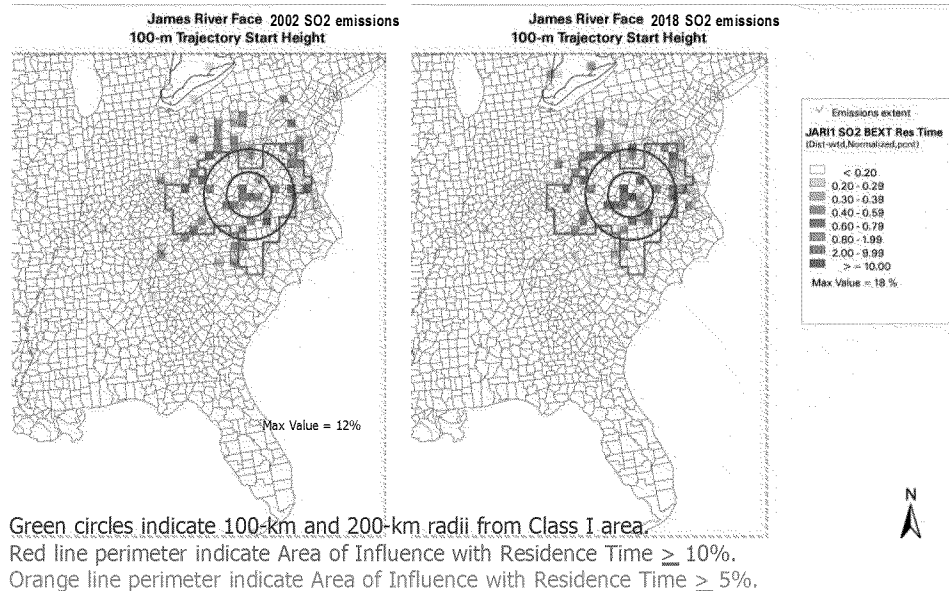 James River Face 2002 SO2 emissions
100-m Trajectory Start Height
James River Face 2018 SO2 emissions
100-m Trajectory Start Height
Emissions extent
JARI1 SO2 BEXT Res Time
(Dist-wtd,Normalized,pcnt)
< 0.20
0.20 - 0.29
0.30 - 0.39
0.40 - 0.59
0.60 - 0.79
0.80 - 1.99
2.00 - 9.99
> = 10.00
Max Value = 18 %
Max Value = 12%
N
Green circles indicate 100-km and 200-km radii from Class I area.
Red line perimeter indicate Area of Influence with Residence Time > 10%.
Orange line perimeter indicate Area of Influence with Residence Time > 5%.